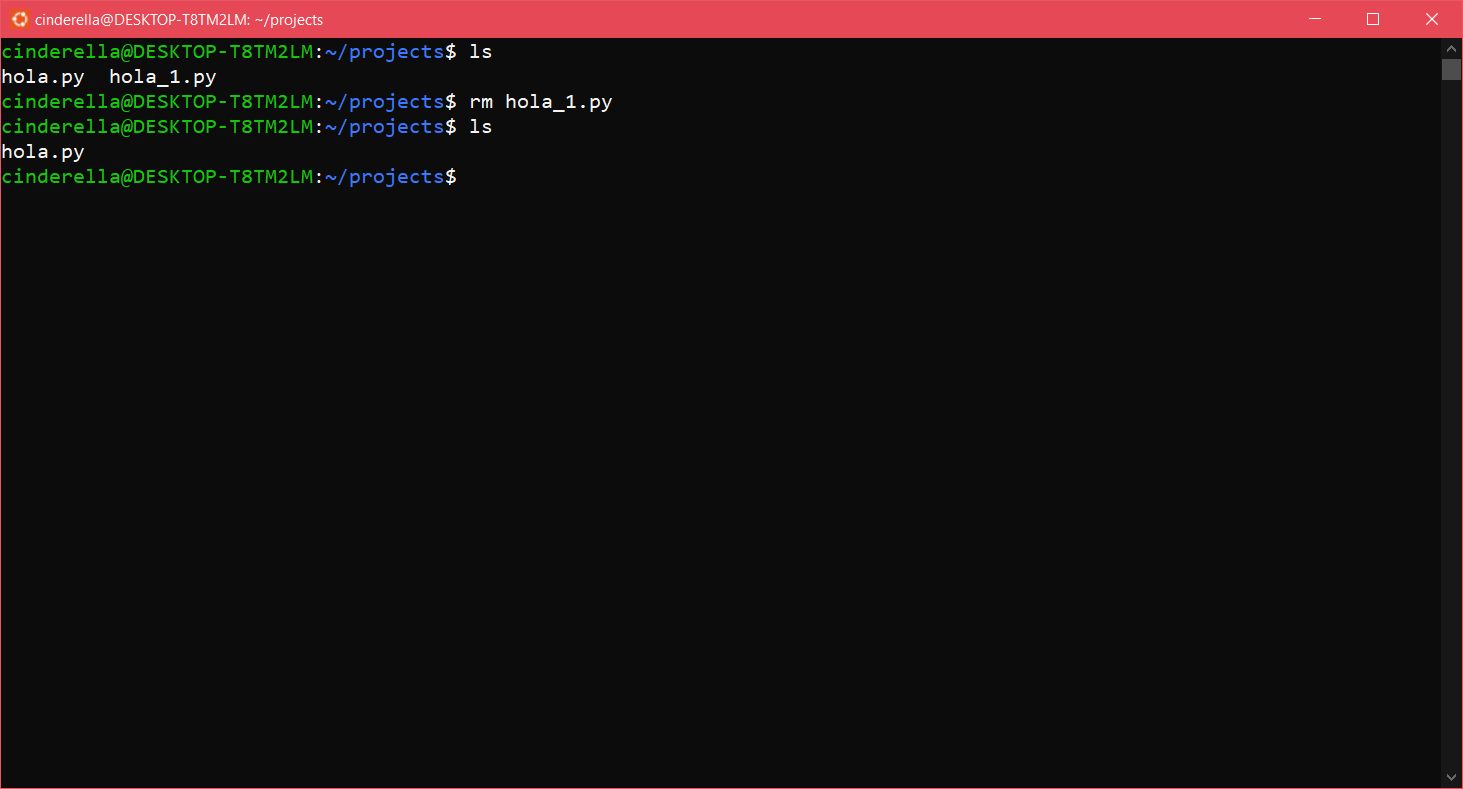 cinderella@DESKTOP-T8TM2LM: ~/projects
cinderella@DESKTOP-T8TM2LM:~/projects$ ls
hola.py  hola_1.py
cinderella@DESKTOP-T8TM2LM:~/projects$ rm hola_1.py
cinderella@DESKTOP-T8TM2LM:~/projects$ ls
hola.py
cinderella@DESKTOP-T8TM2LM:~/projects$